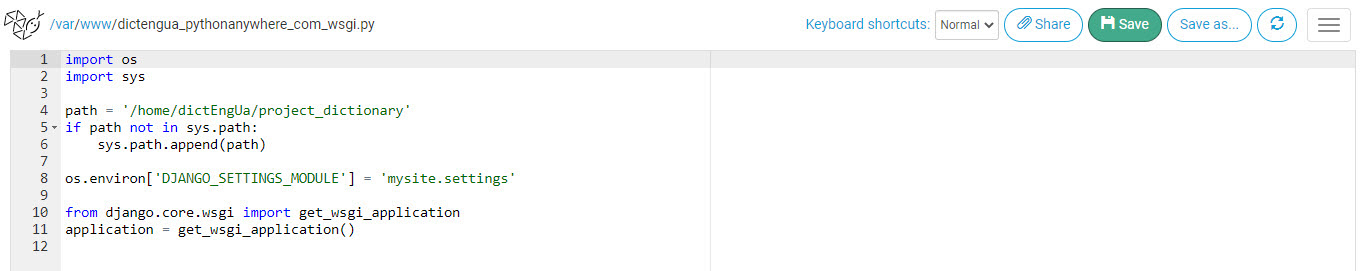 /var/www/dictengua_pythonanywhere_com_wsgi.py Keyboard shortcuts: Normal Share Save Save as...
1 import os
2 import sys
3
4 path = '/home/dictEngUa/project_dictionary'
5 if path not in sys.path:
6     sys.path.append(path)
7
8 os.environ['DJANGO_SETTINGS_MODULE'] = 'mysite.settings'
9
10 from django.core.wsgi import get_wsgi_application
11 application = get_wsgi_application()
12